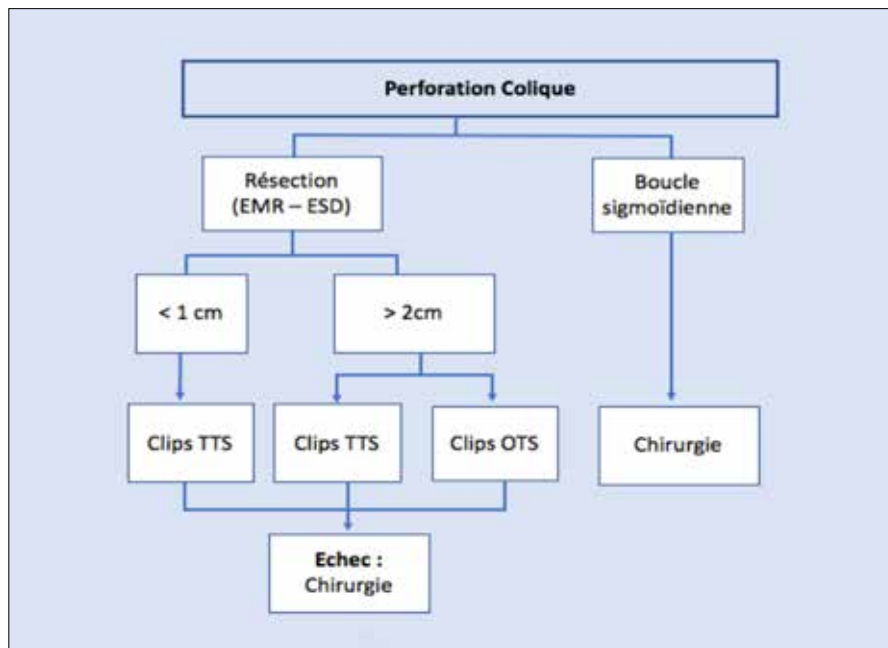 Perforation Colique
Résection
(EMR – ESD)
Boucle
sigmoïdienne
< 1 cm
> 2cm
Clips TTS
Clips TTS
Clips OTS
Chirurgie
Echec :
Chirurgie